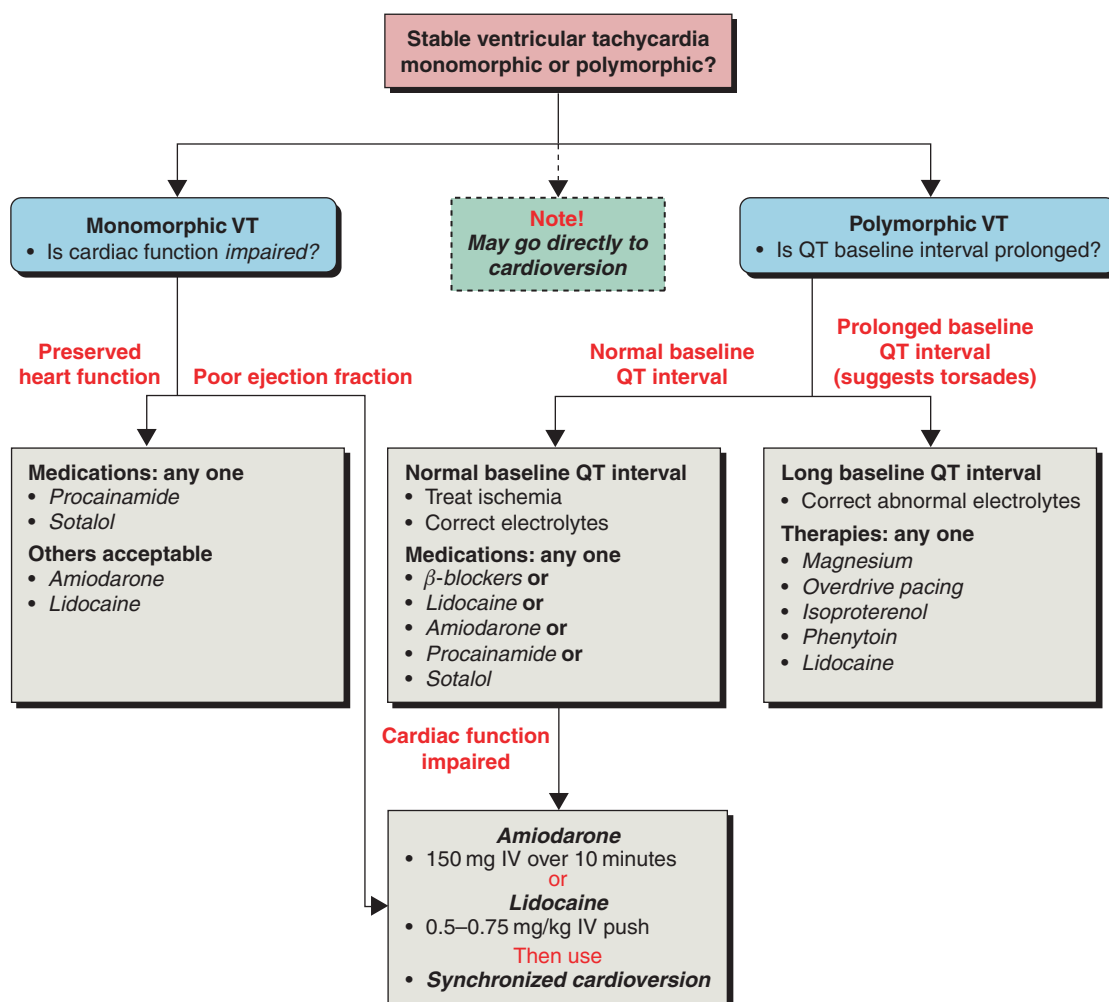 Stable ventricular tachycardia
monomorphic or polymorphic?
Monomorphic VT
• Is cardiac function impaired?
Note!
May go directly to
cardioversion
Polymorphic VT
• Is QT baseline interval prolonged?
Preserved
heart function
Poor ejection fraction
Normal baseline
QT interval
Prolonged baseline
QT interval
(suggests torsades)
Medications: any one
• Procainamide
• Sotalol
Others acceptable
• Amiodarone
• Lidocaine
Normal baseline QT interval
• Treat ischemia
• Correct electrolytes
Medications: any one
• β-blockers or
• Lidocaine or
• Amiodarone or
• Procainamide or
• Sotalol
Long baseline QT interval
• Correct abnormal electrolytes
Therapies: any one
• Magnesium
• Overdrive pacing
• Isoproterenol
• Phenytoin
• Lidocaine
Cardiac function
impaired
Amiodarone
• 150 mg IV over 10 minutes
or
Lidocaine
• 0.5–0.75 mg/kg IV push
Then use
• Synchronized cardioversion